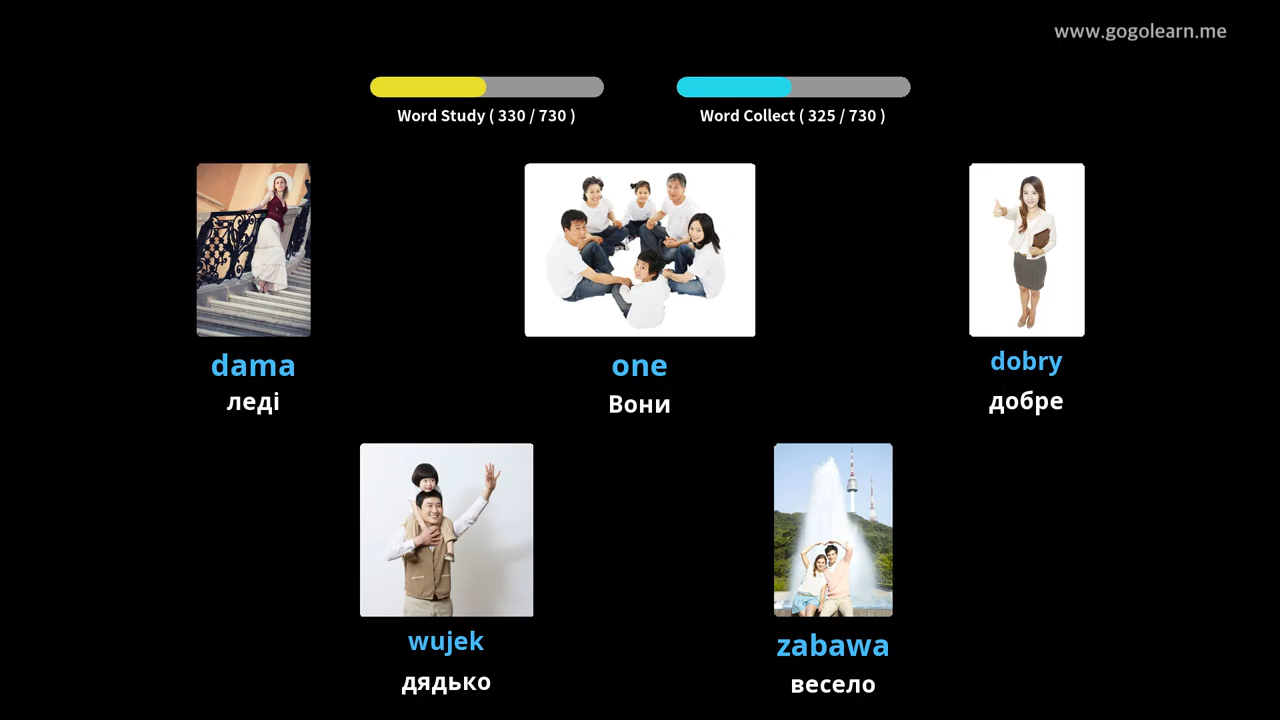 www.gogolearn.me
Word Study ( 330 / 730 )
Word Collect ( 325 / 730 )
dama
леді
one
Вони
dobry
добре
wujek
дядько
zabawa
весело